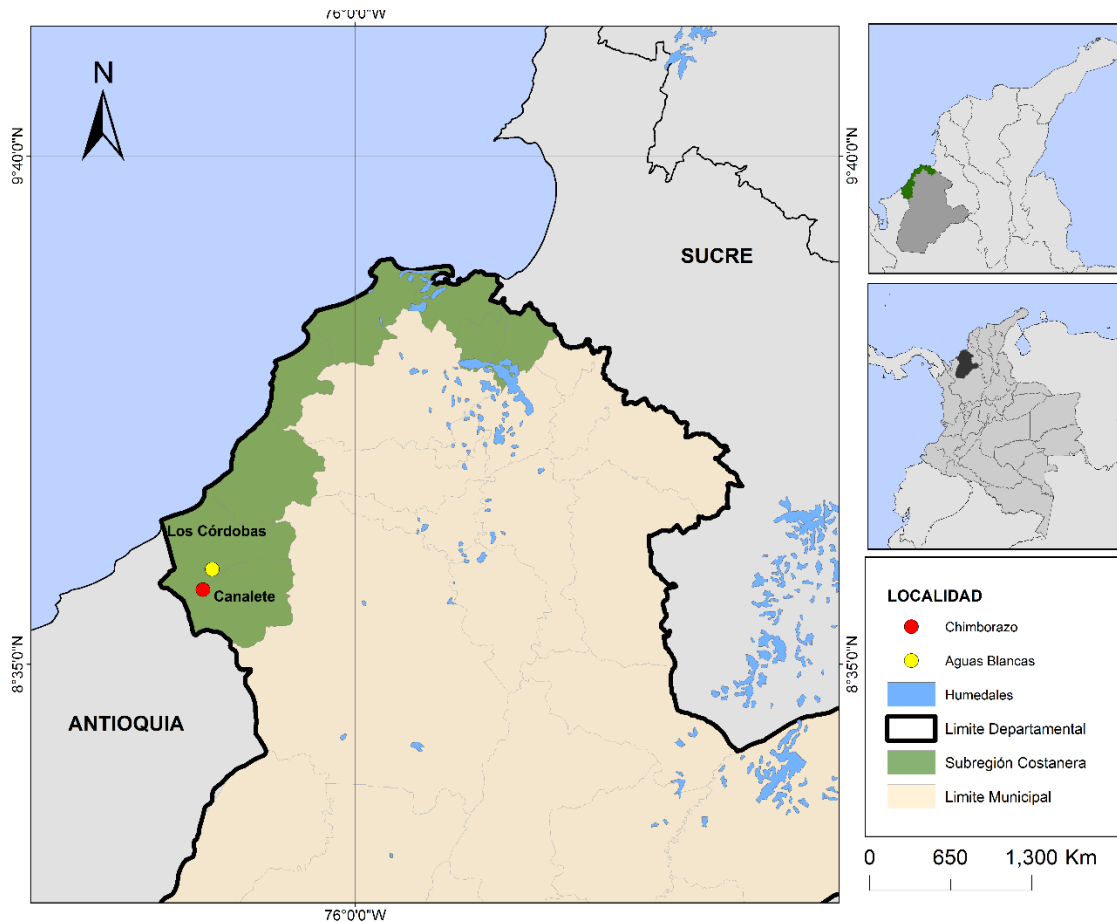 76°0'0"W
N
9°40'0"N
9°40'0"N
SUCRE
Los Córdobas
Canalete
8°35'0"N
8°35'0"N
ANTIOQUIA
76°0'0"W
LOCALIDAD
Chimborazo
Aguas Blancas
Humedales
Limite Departamental
Subregión Costanera
Limite Municipal
0 650 1,300 Km